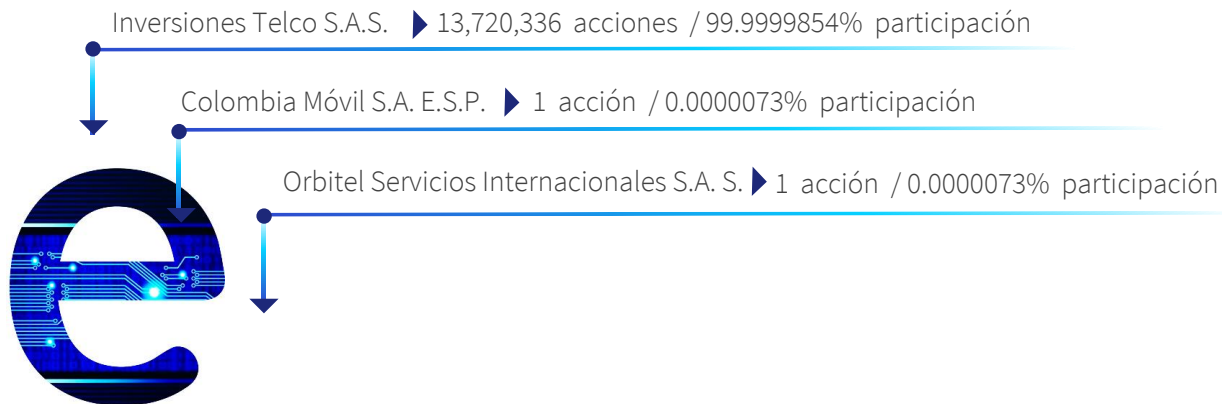 Inversiones Telco S.A.S. 13,720,336 acciones / 99.9999854% participación
Colombia Móvil S.A. E.S.P. 1 acción / 0.0000073% participación
Orbitel Servicios Internacionales S.A. S. 1 acción / 0.0000073% participación
e